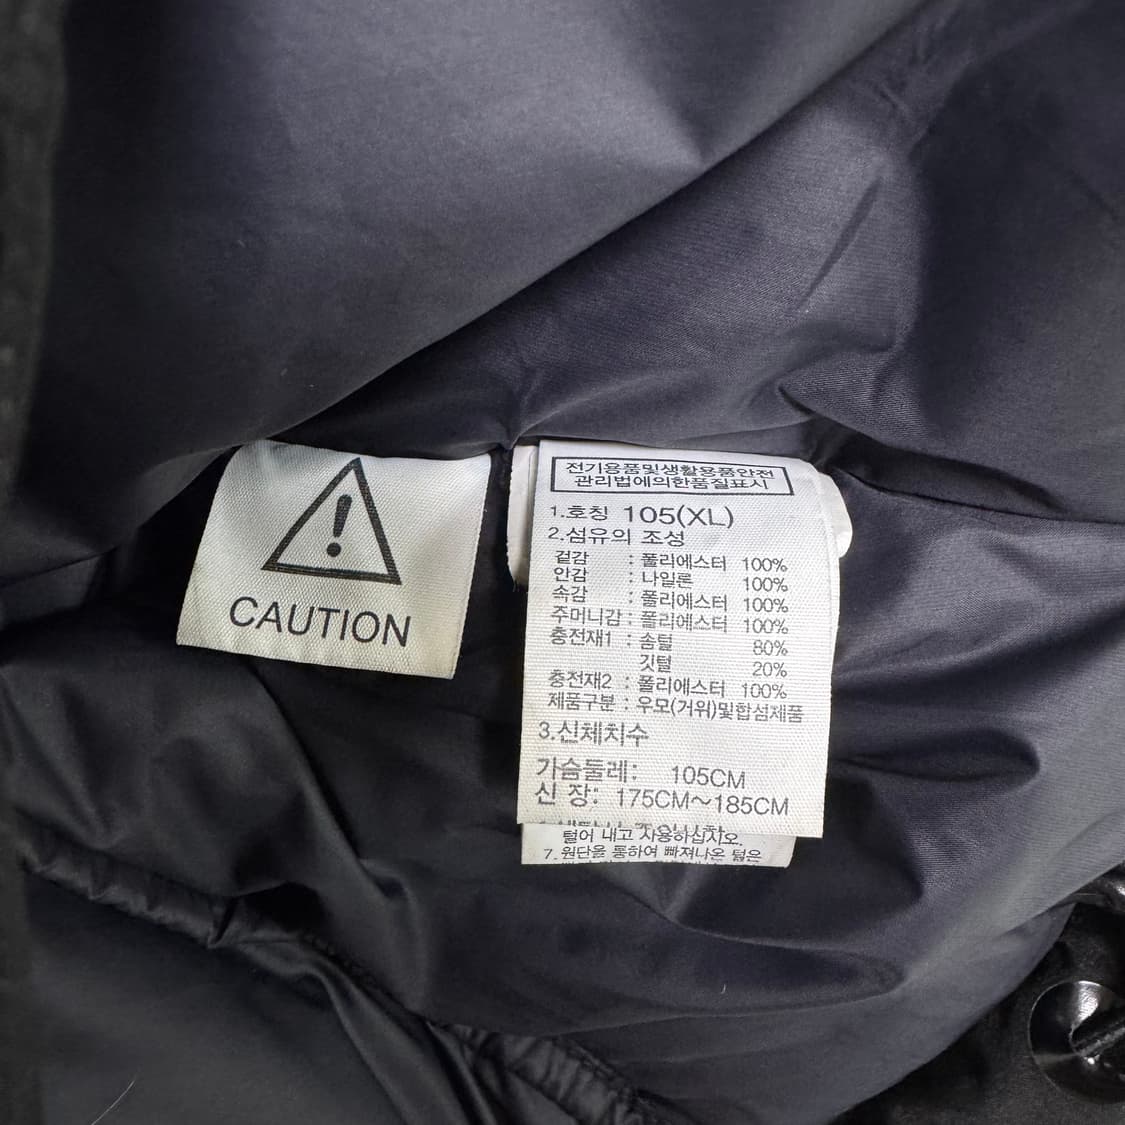 CAUTION
전기용품및생활용품안전
관리법에의한품질표시
1.호칭 105(XL)
2.섬유의 조성
겉감 : 폴리에스터 100%
안감 : 나일론 100%
속감 : 폴리에스터 100%
주머니감 : 폴리에스터 100%
충전재1 : 솜털 80%
깃털 20%
충전재2 : 폴리에스터 100%
제품구분 : 우모(거위)및합섬제품
3.신체치수
가슴둘레: 105CM
신 장: 175CM~185CM
털어 내고 사용하십시오.
7. 원단을 통하여 빠져나온 털은